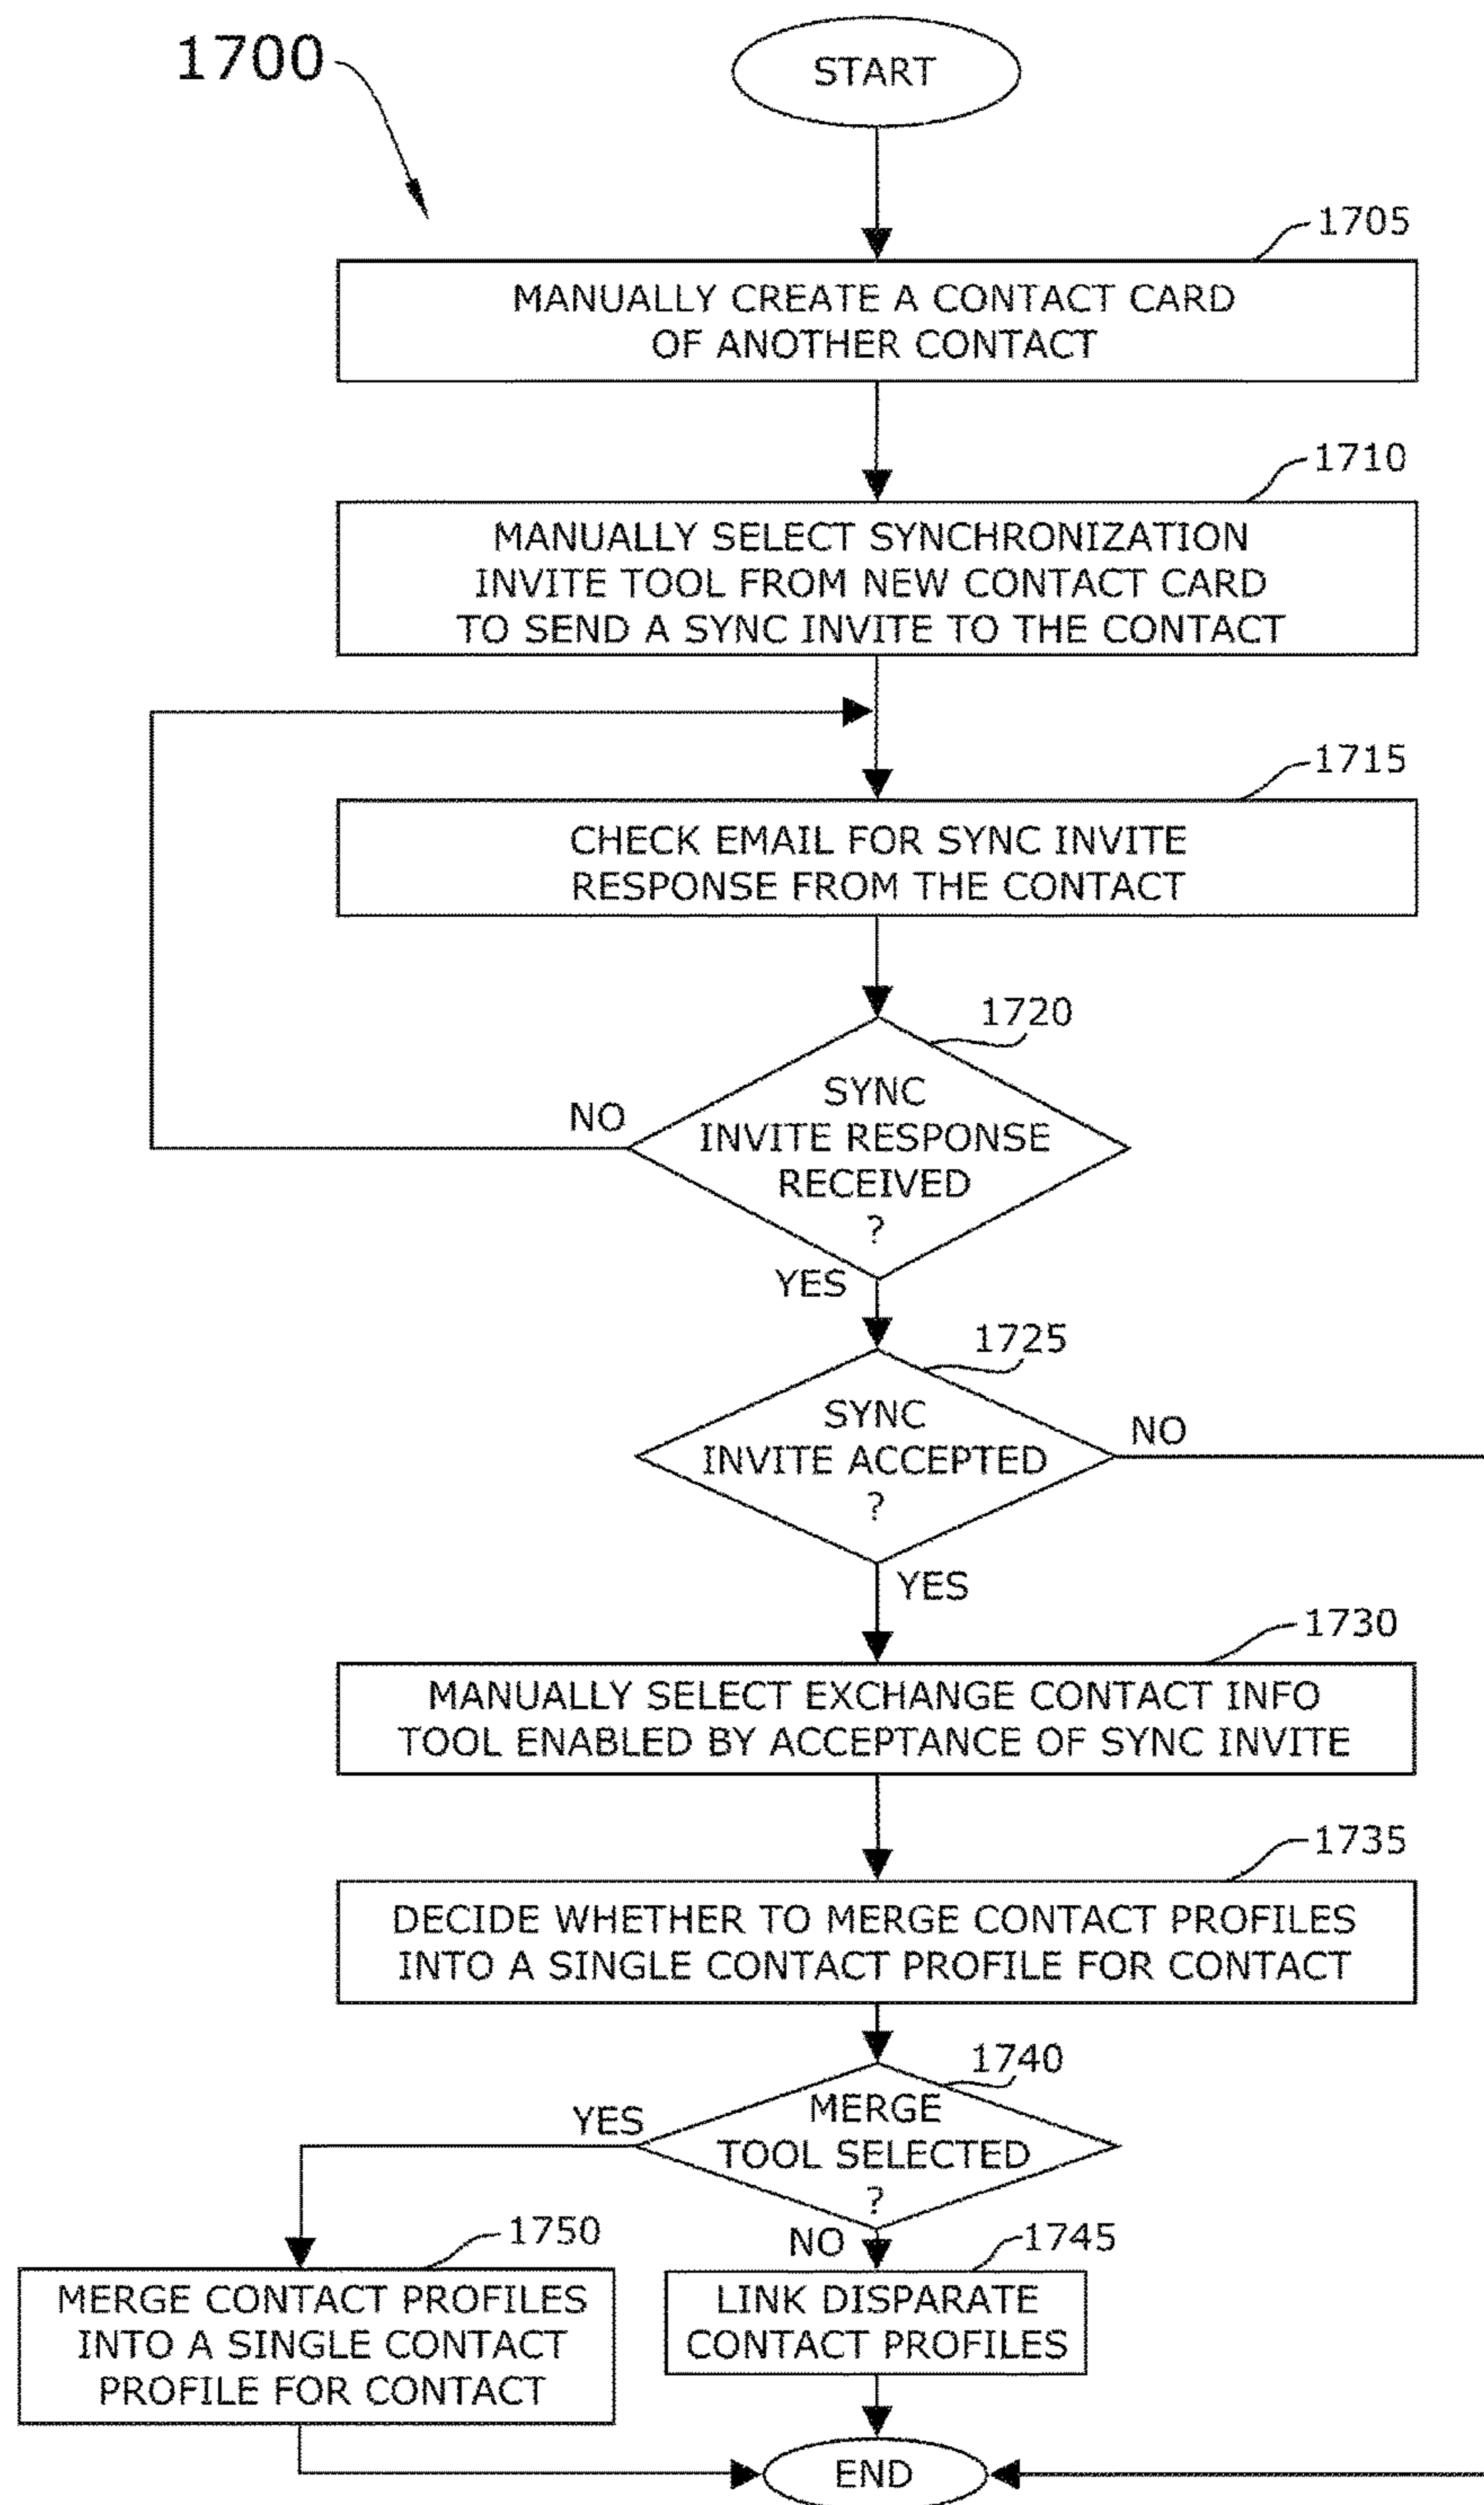 1700
START
1705
MANUALLY CREATE A CONTACT CARD
OF ANOTHER CONTACT
1710
MANUALLY SELECT SYNCHRONIZATION
INVITE TOOL FROM NEW CONTACT CARD
TO SEND A SYNC INVITE TO THE CONTACT
1715
CHECK EMAIL FOR SYNC INVITE
RESPONSE FROM THE CONTACT
1720
SYNC
INVITE RESPONSE
RECEIVED
?
NO
YES
1725
SYNC
INVITE ACCEPTED
?
NO
YES
1730
MANUALLY SELECT EXCHANGE CONTACT INFO
TOOL ENABLED BY ACCEPTANCE OF SYNC INVITE
1735
DECIDE WHETHER TO MERGE CONTACT PROFILES
INTO A SINGLE CONTACT PROFILE FOR CONTACT
1740
MERGE
TOOL SELECTED
?
YES
NO
1750
MERGE CONTACT PROFILES
INTO A SINGLE CONTACT
PROFILE FOR CONTACT
1745
LINK DISPARATE
CONTACT PROFILES
END